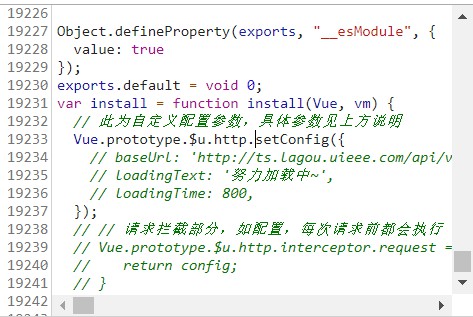 19226
19227 Object.defineProperty(exports, "__esModule", {
19228   value: true
19229 });
19230 exports.default = void 0;
19231 var install = function install(Vue, vm) {
19232   // 此为自定义配置参数，具体参数见上方说明
19233   Vue.prototype.$u.http.setConfig({
19234     // baseUrl: 'http://ts.lagou.uieee.com/api/v
19235     // loadingText: '努力加载中~',
19236     // loadingTime: 800,
19237   });
19238   // // 请求拦截部分，如配置，每次请求前都会执行
19239   // Vue.prototype.$u.http.interceptor.request =
19240   //   return config;
19241   // }
19242